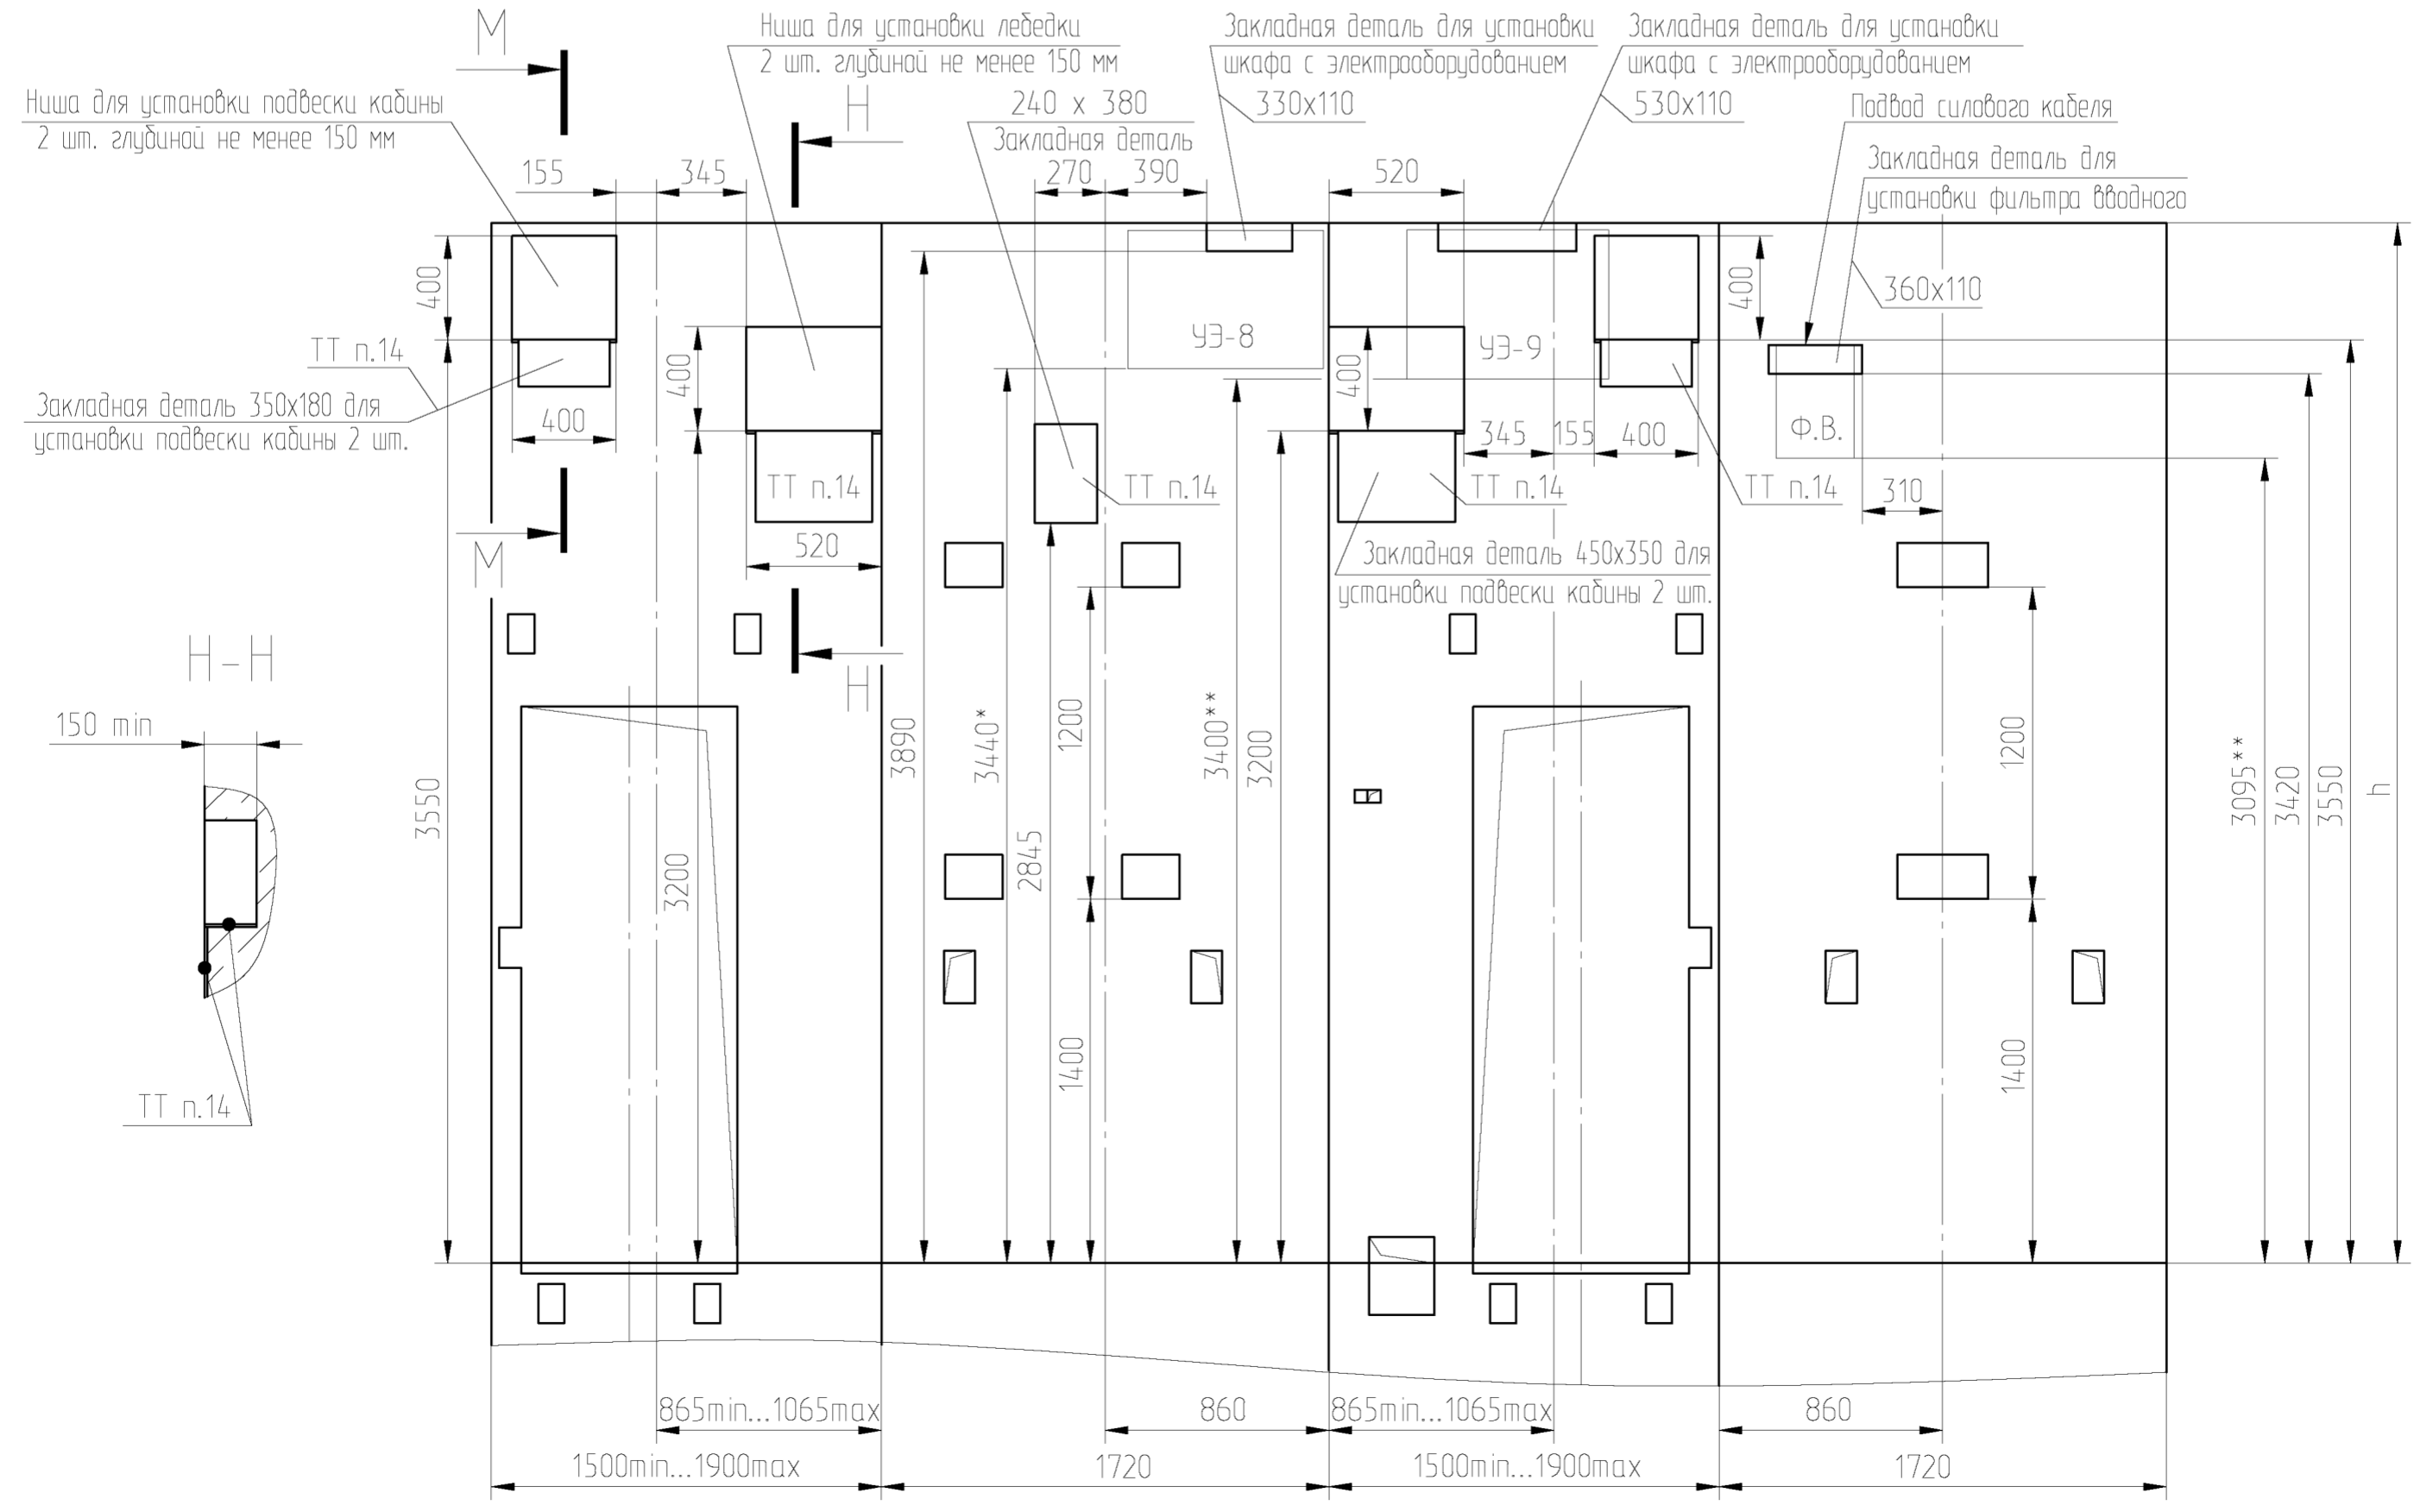 М
Ниша для установки лебедки
2 шт. глубиной не менее 150 мм
Закладная деталь для установки
шкафа с электрооборудованием
330х110
Закладная деталь для установки
шкафа с электрооборудованием
530х110
Ниша для установки подвески кабины
2 шт. глубиной не менее 150 мм
Н
240 х 380
Закладная деталь
Подвод силового кабеля
Закладная деталь для
установки фильтра вводного
360х110
155
345
270
390
520
400
400
400
400
УЭ-8
УЭ-9
Ф.В.
ТТ п.14
Закладная деталь 350х180 для
установки подвески кабины 2 шт.
400
345
155
400
ТТ п.14
ТТ п.14
ТТ п.14
ТТ п.14
310
520
М
Закладная деталь 450х350 для
установки подвески кабины 2 шт.
Н
Н-Н
150 min
ТТ п.14
3550
3200
3890
3440*
2845
1200
1400
3400**
3200
1200
1400
3095**
3420
3550
h
865min...1065max
860
865min...1065max
860
1500min...1900max
1720
1500min...1900max
1720